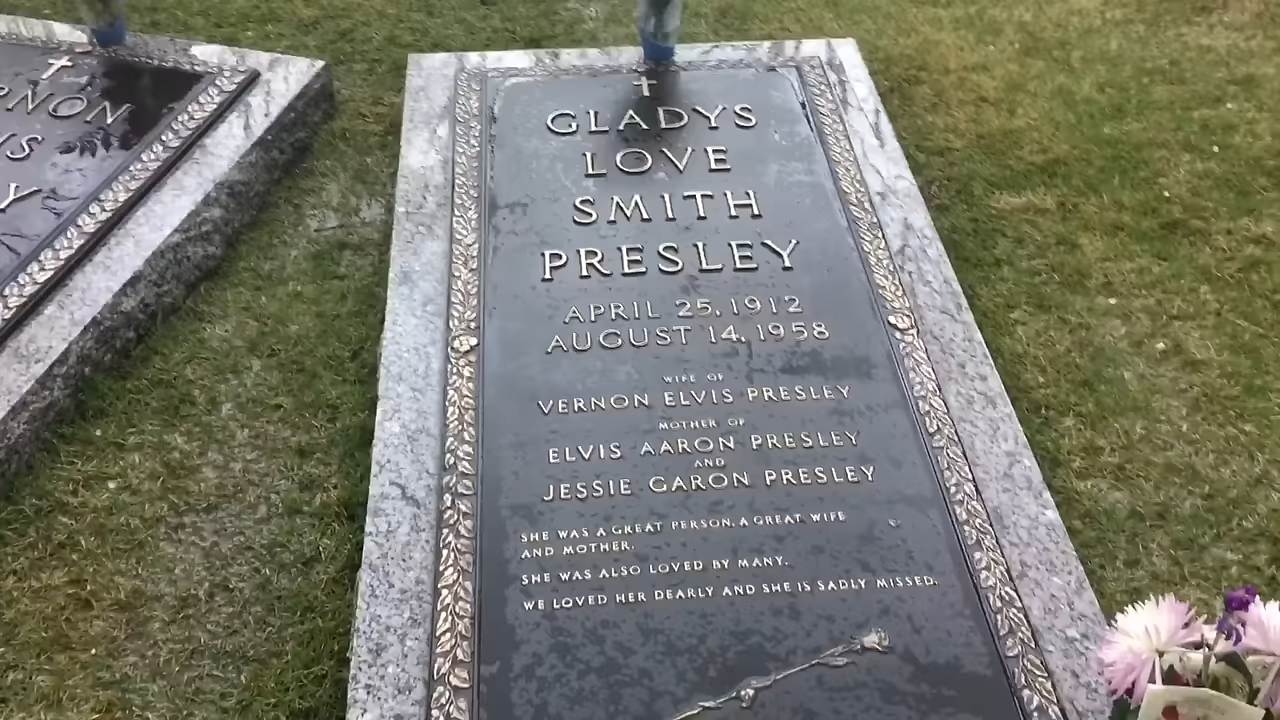 GLADYS
LOVE
SMITH
PRESLEY
APRIL 25, 1912
AUGUST 14, 1958
WIFE OF
VERNON ELVIS PRESLEY
MOTHER OF
ELVIS AARON PRESLEY
AND
JESSIE GARON PRESLEY
SHE WAS A GREAT PERSON, A GREAT WIFE
AND MOTHER.
SHE WAS ALSO LOVED BY MANY.
WE LOVED HER DEARLY AND SHE IS SADLY MISSED.